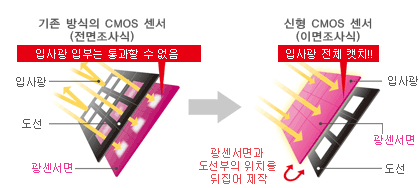 기존 방식의 CMOS 센서
(전면조사식)
입사광 입부는 통과할 수 없음
입사광
도선
광센서면
신형 CMOS 센서
(이면조사식)
입사광 전체 캣치!!
입사광
광센서면
도선
광센서면과
도선부의 위치를
뒤집어 제작